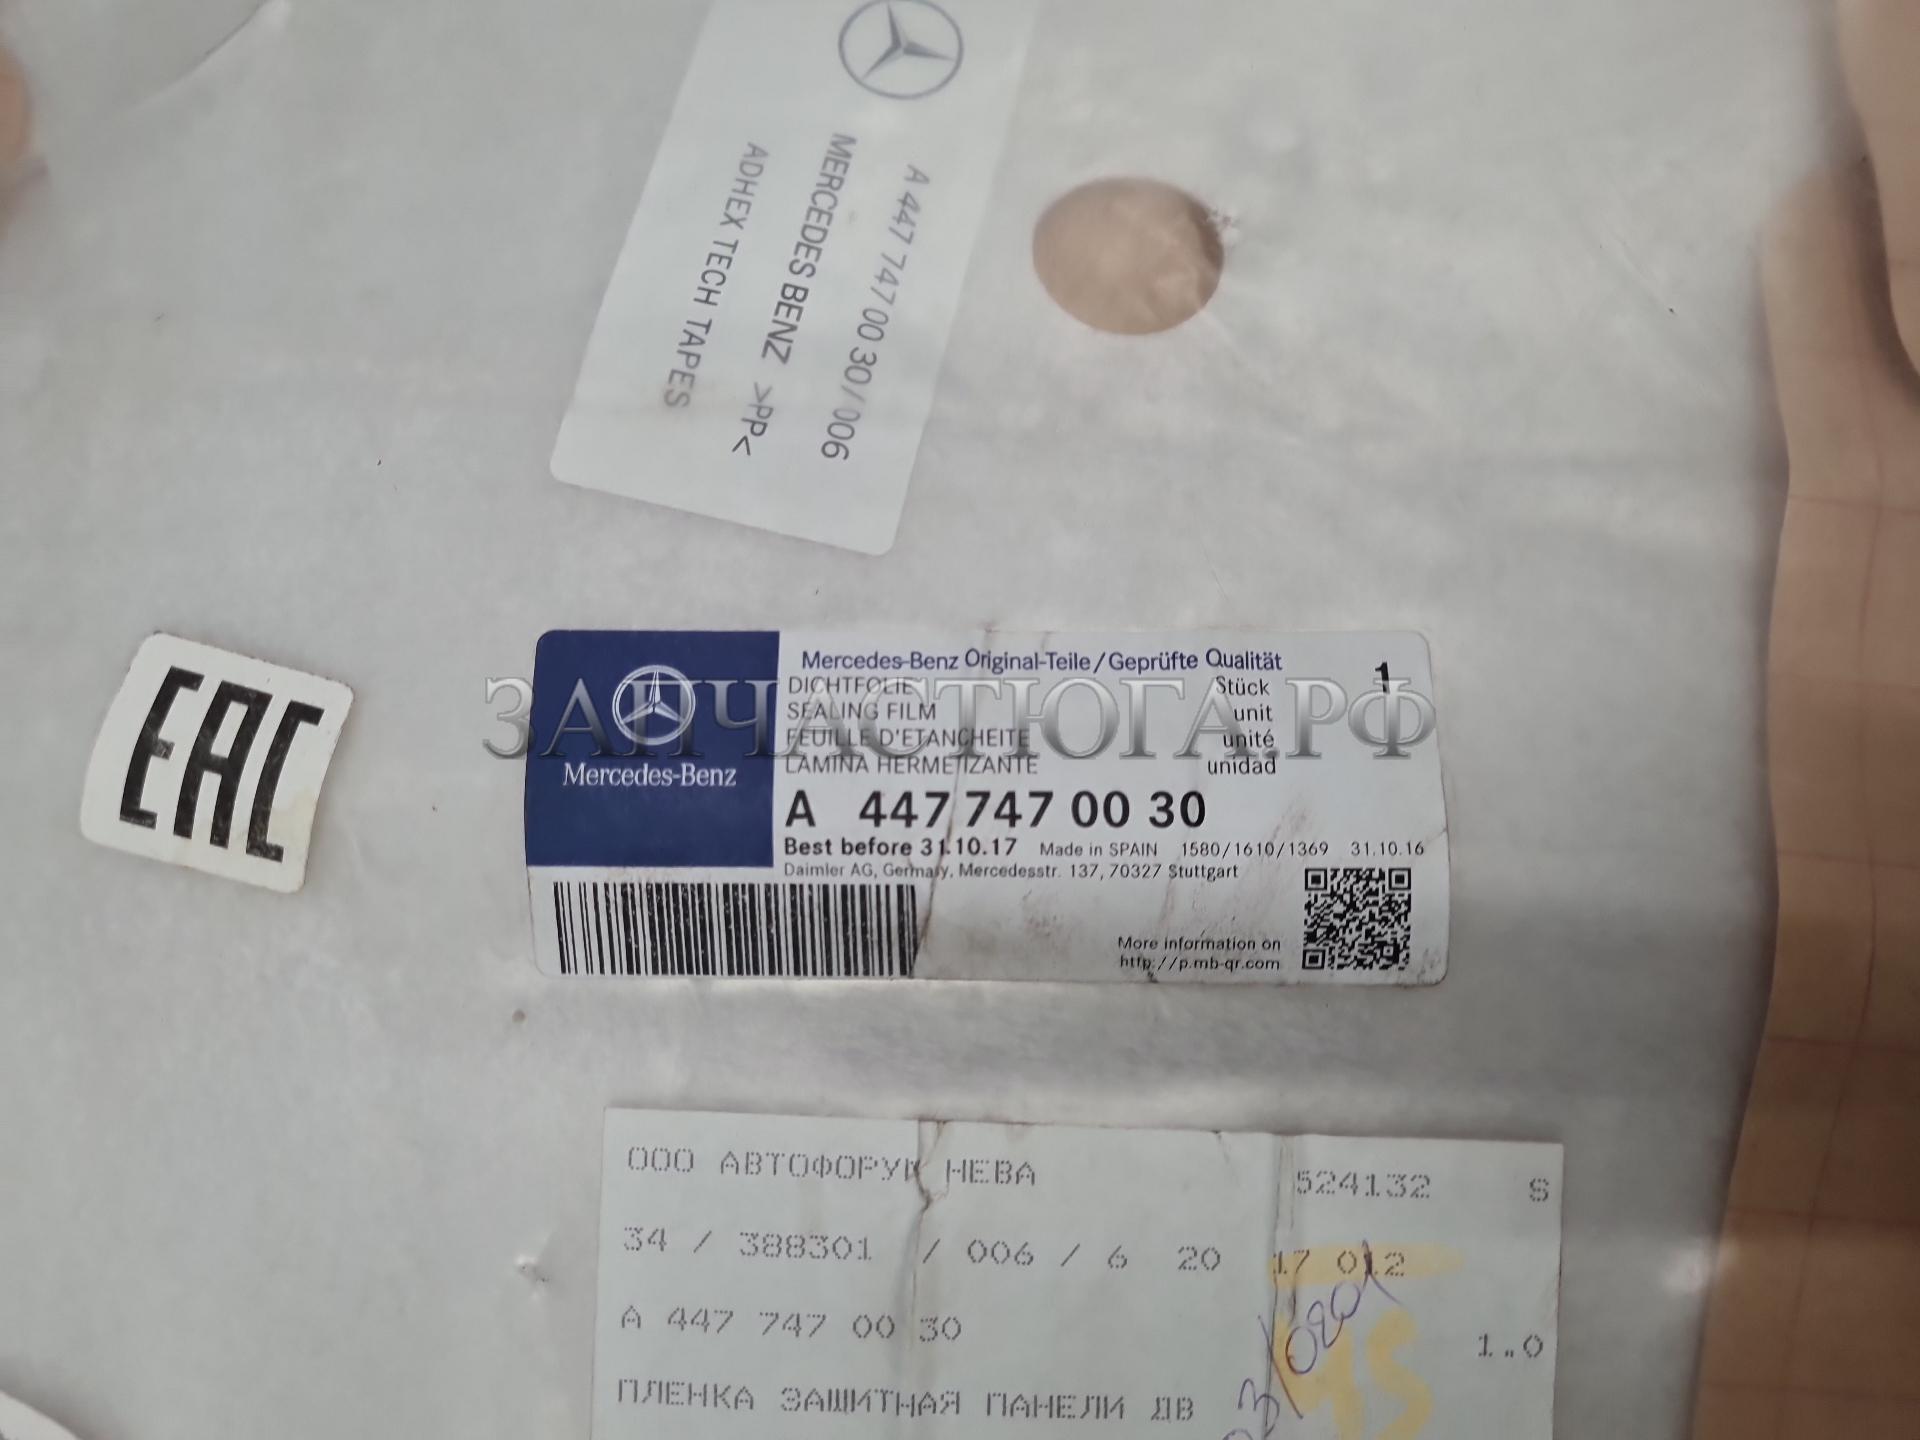 A 447 747 00 30 / 006
MERCEDES BENZ >PP<
ADHEX TECH TAPES
EAC
Mercedes-Benz
Mercedes-Benz Original-Teile/Geprüfte Qualität
DICHTFOLIE Stück 1
SEALING FILM unit
FEUILLE D'ETANCHEITE unité
LAMINA HERMETIZANTE unidad
ЗАПЧАСТЮГА.РФ
A 447 747 00 30
Best before 31.10.17 Made in SPAIN 1580/1610/1369 31.10.16
Daimler AG, Germany, Mercedesstr. 137, 70327 Stuttgart
More information on
http://p.mb-qr.com
ООО АВТОФОРУМ НЕВА 524132 S
34 / 388301 / 006 / 6 20 17 012
A 447 747 00 30 1.0
ПЛЕНКА ЗАЩИТНАЯ ПАНЕЛИ ДВ